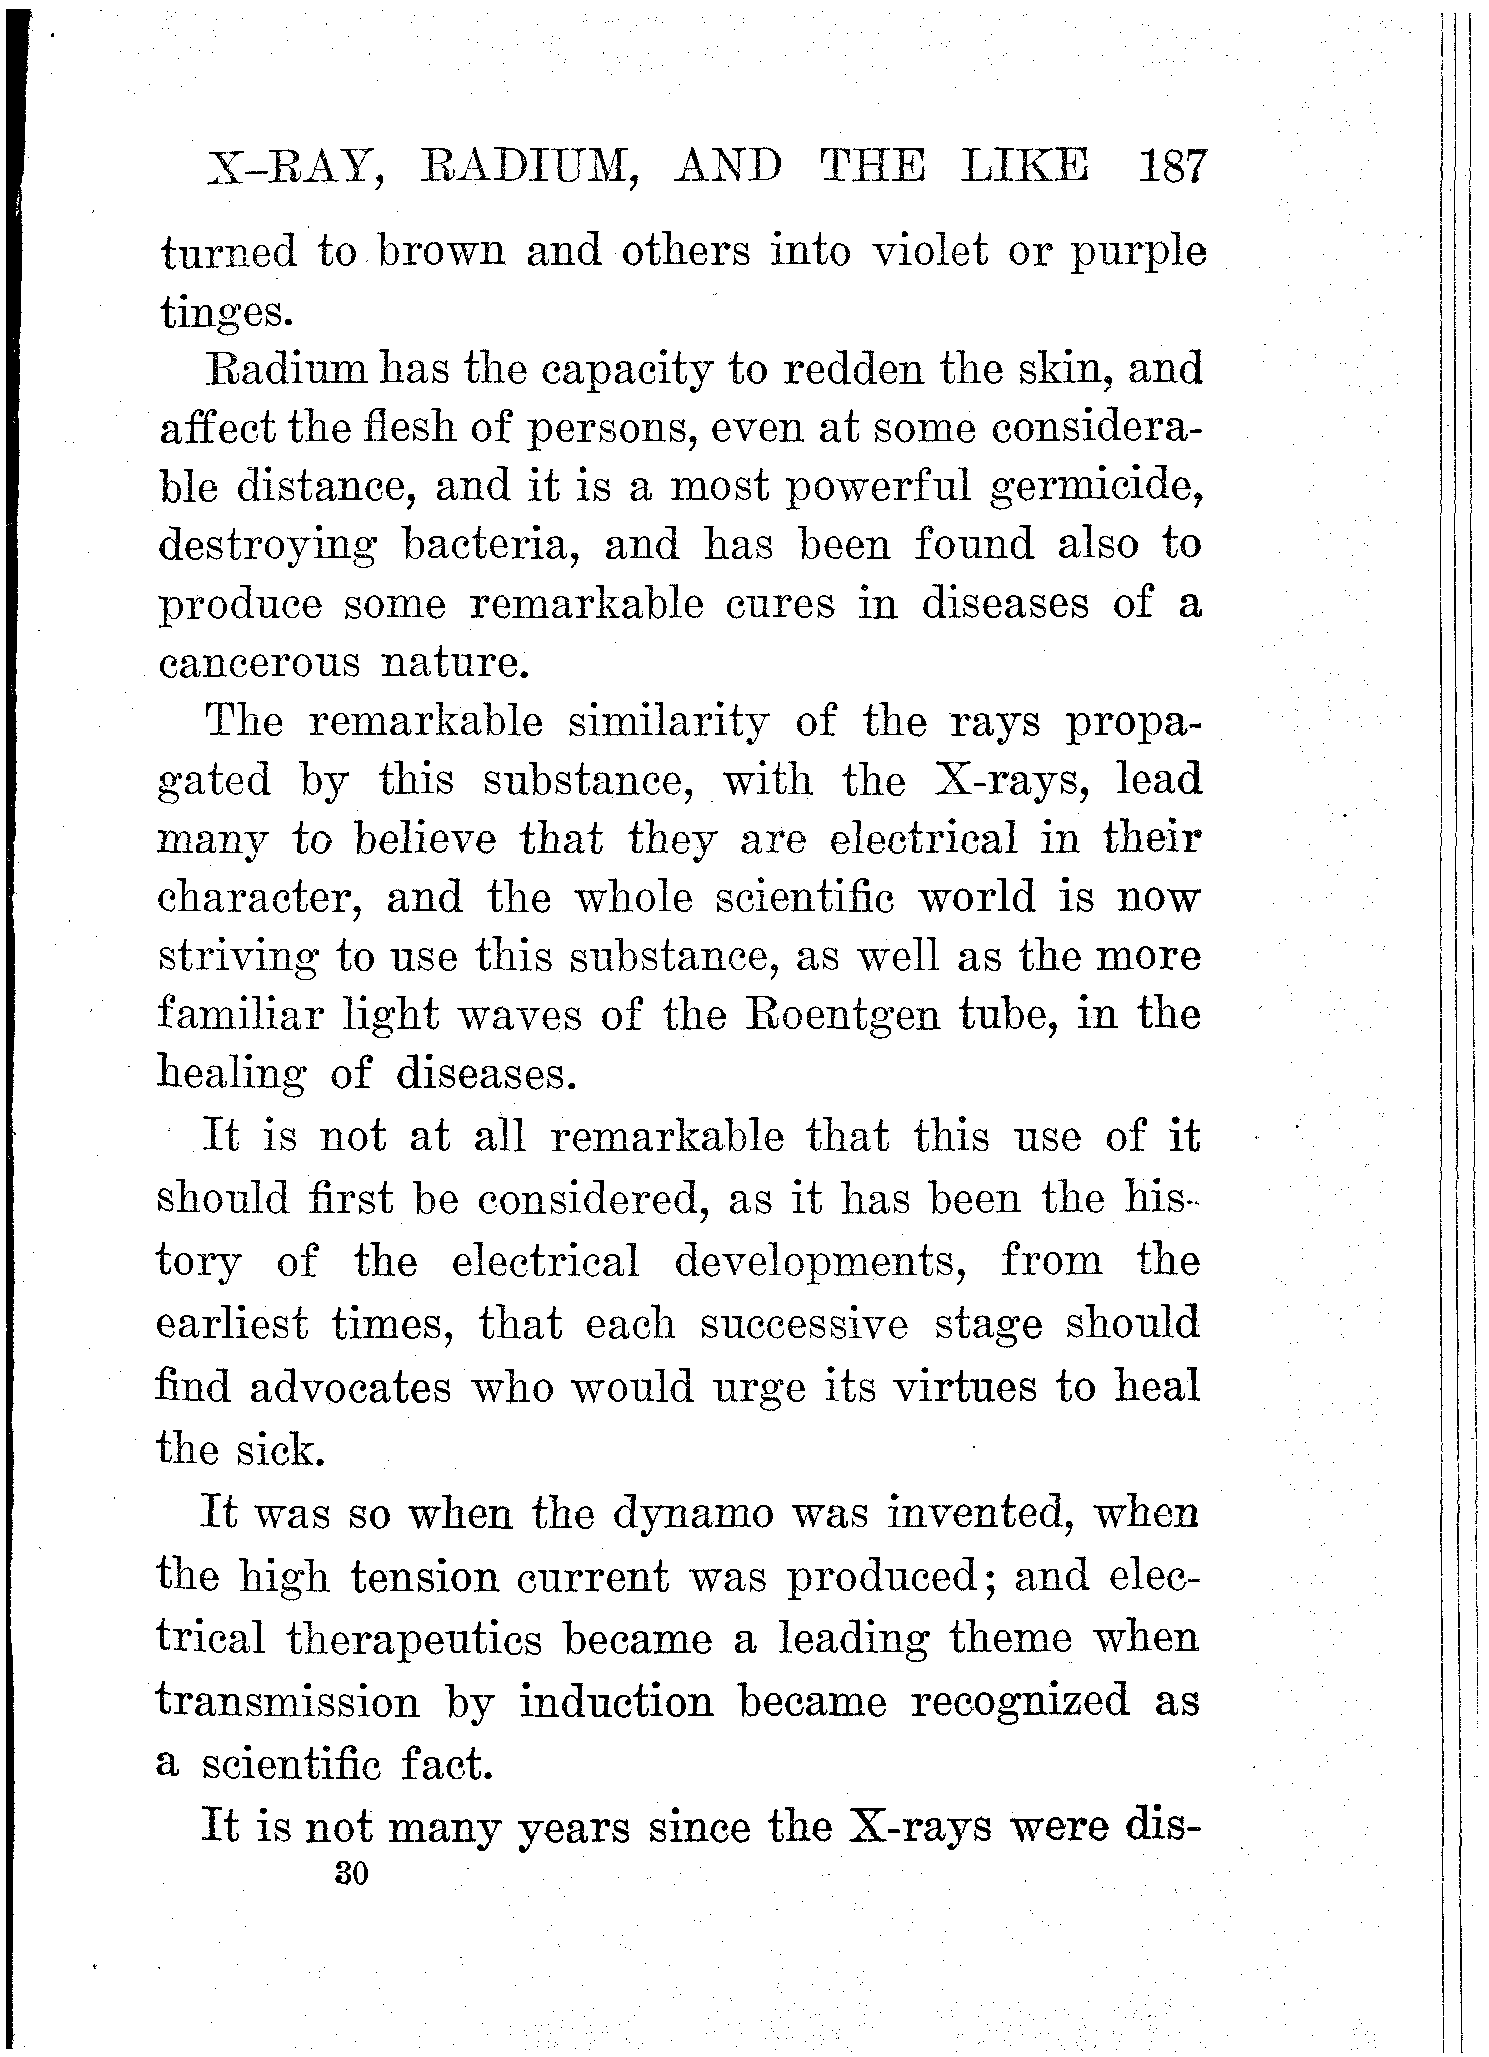 X-RAY, RADIUM, AND THE LIKE 187
turned to brown and others into violet or purple
tinges.
Radium has the capacity to redden the skin, and
affect the flesh of persons, even at some considera-
ble distance, and it is a most powerful germicide,
destroying bacteria, and has been found also to
produce some remarkable cures in diseases of a
cancerous nature.
The remarkable similarity of the rays propa-
gated by this substance, with the X-rays, lead
many to believe that they are electrical in their
character, and the whole scientific world is now
striving to use this substance, as well as the more
familiar light waves of the Roentgen tube, in the
healing of diseases.
It is not at all remarkable that this use of it
should first be considered, as it has been the his-
tory of the electrical developments, from the
earliest times, that each successive stage should
find advocates who would urge its virtues to heal
the sick.
It was so when the dynamo was invented, when
the high tension current was produced; and elec-
trical therapeutics became a leading theme when
transmission by induction became recognized as
a scientific fact.
It is not many years since the X-rays were dis-
30